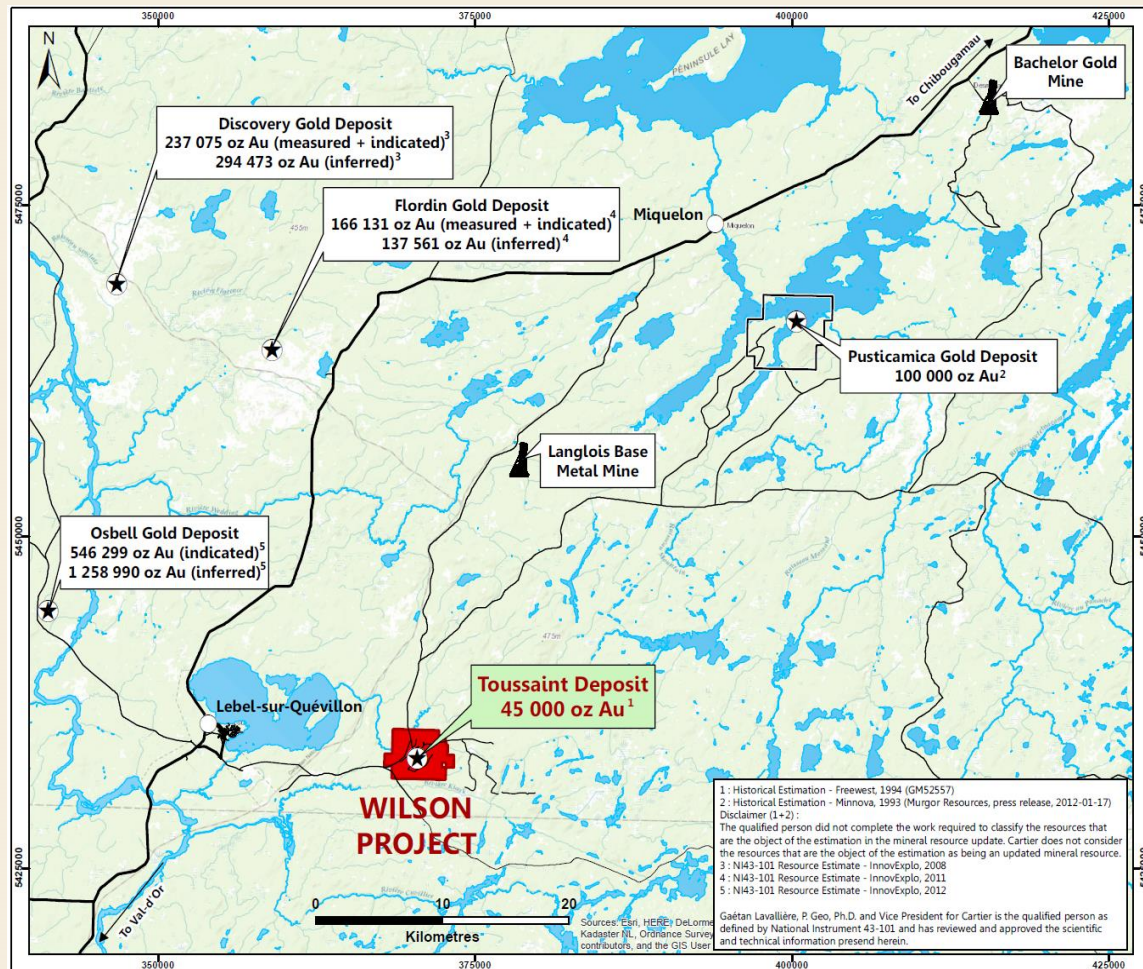 350000
375000
400000
425000
N
PÉNINSULE LAY
To Chibougamau
Bachelor Gold
Mine
Discovery Gold Deposit
237 075 oz Au (measured + indicated)³
294 473 oz Au (inferred)³
Flordin Gold Deposit
166 131 oz Au (measured + indicated)⁴
137 561 oz Au (inferred)⁴
5475000
455m
Miquelon
Miquelon
Pusticamica Gold Deposit
100 000 oz Au²
Langlois Base
Metal Mine
5450000
Osbell Gold Deposit
546 299 oz Au (indicated)⁵
1 258 990 oz Au (inferred)⁵
475m
Toussaint Deposit
45 000 oz Au¹
Lebel-sur-Quévillon
WILSON
PROJECT
5425000
To Val-d'Or
0 10 20
Kilometres
Sources: Esri, HERE, DeLorme
Kadaster NL, Ordnance Survey
contributors, and the GIS User
1 : Historical Estimation - Freewest, 1994 (GM52557)
2 : Historical Estimation - Minnova, 1993 (Murgor Resources, press release, 2012-01-17)
Disclaimer (1+2) :
The qualified person did not complete the work required to classify the resources that
are the object of the estimation in the mineral resource update. Cartier does not consider
the resources that are the object of the estimation as being an updated mineral resource.
3 : NI43-101 Resource Estimate - InnovExplo, 2008
4 : NI43-101 Resource Estimate - InnovExplo, 2011
5 : NI43-101 Resource Estimate - InnovExplo, 2012
Gaétan Lavallière, P. Geo, Ph.D. and Vice President for Cartier is the qualified person as
defined by National Instrument 43-101 and has reviewed and approved the scientific
and technical information presend herein.
350000
375000
400000
425000